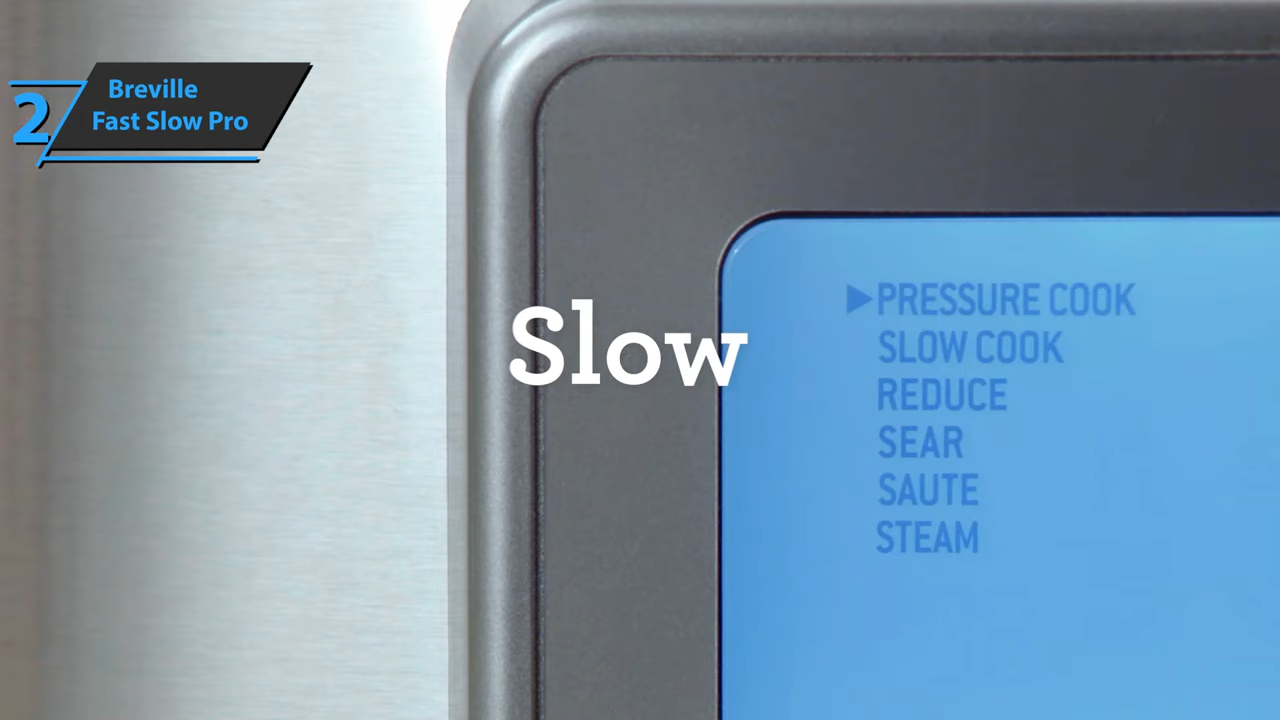 2
Breville
Fast Slow Pro
Slow
▶PRESSURE COOK
SLOW COOK
REDUCE
SEAR
SAUTE
STEAM